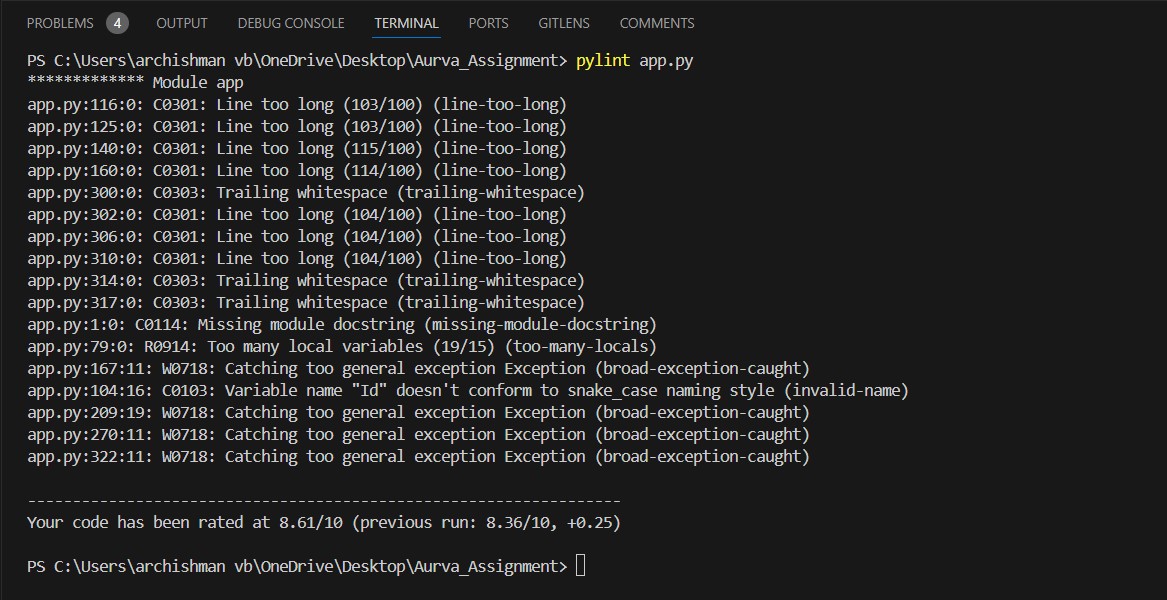 PROBLEMS 4 OUTPUT DEBUG CONSOLE TERMINAL PORTS GITLENS COMMENTS
PS C:\Users\archishman vb\OneDrive\Desktop\Aurva_Assignment> pylint app.py
************* Module app
app.py:116:0: C0301: Line too long (103/100) (line-too-long)
app.py:125:0: C0301: Line too long (103/100) (line-too-long)
app.py:140:0: C0301: Line too long (115/100) (line-too-long)
app.py:160:0: C0301: Line too long (114/100) (line-too-long)
app.py:300:0: C0303: Trailing whitespace (trailing-whitespace)
app.py:302:0: C0301: Line too long (104/100) (line-too-long)
app.py:306:0: C0301: Line too long (104/100) (line-too-long)
app.py:310:0: C0301: Line too long (104/100) (line-too-long)
app.py:314:0: C0303: Trailing whitespace (trailing-whitespace)
app.py:317:0: C0303: Trailing whitespace (trailing-whitespace)
app.py:1:0: C0114: Missing module docstring (missing-module-docstring)
app.py:79:0: R0914: Too many local variables (19/15) (too-many-locals)
app.py:167:11: W0718: Catching too general exception Exception (broad-exception-caught)
app.py:104:16: C0103: Variable name "Id" doesn't conform to snake_case naming style (invalid-name)
app.py:209:19: W0718: Catching too general exception Exception (broad-exception-caught)
app.py:270:11: W0718: Catching too general exception Exception (broad-exception-caught)
app.py:322:11: W0718: Catching too general exception Exception (broad-exception-caught)
------------------------------------------------------------------
Your code has been rated at 8.61/10 (previous run: 8.36/10, +0.25)
PS C:\Users\archishman vb\OneDrive\Desktop\Aurva_Assignment>